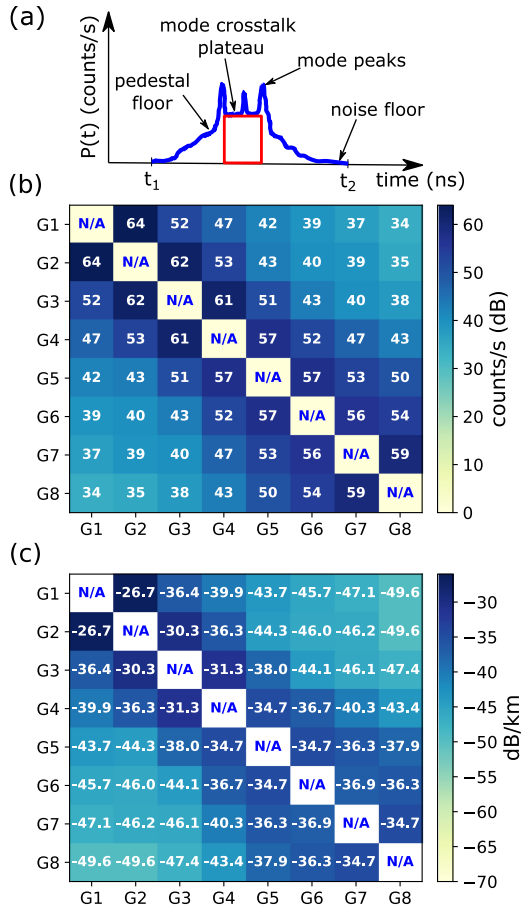 (a)
P(t) (counts/s)
mode crosstalk
plateau
mode peaks
pedestal
floor
noise floor
t1
t2
time (ns)
(b)
G1 N/A 64 52 47 42 39 37 34
G2 64 N/A 62 53 43 40 39 35
G3 52 62 N/A 61 51 43 40 38
G4 47 53 61 N/A 57 52 47 43
G5 42 43 51 57 N/A 57 53 50
G6 39 40 43 52 57 N/A 56 54
G7 37 39 40 47 53 56 N/A 59
G8 34 35 38 43 50 54 59 N/A
G1 G2 G3 G4 G5 G6 G7 G8
60
50
40
30
20
10
0
counts/s (dB)
(c)
G1 N/A -26.7 -36.4 -39.9 -43.7 -45.7 -47.1 -49.6
G2 -26.7 N/A -30.3 -36.3 -44.3 -46.0 -46.2 -49.6
G3 -36.4 -30.3 N/A -31.3 -38.0 -44.1 -46.1 -47.4
G4 -39.9 -36.3 -31.3 N/A -34.7 -36.7 -40.3 -43.4
G5 -43.7 -44.3 -38.0 -34.7 N/A -34.7 -36.3 -37.9
G6 -45.7 -46.0 -44.1 -36.7 -34.7 N/A -36.9 -36.3
G7 -47.1 -46.2 -46.1 -40.3 -36.3 -36.9 N/A -34.7
G8 -49.6 -49.6 -47.4 -43.4 -37.9 -36.3 -34.7 N/A
G1 G2 G3 G4 G5 G6 G7 G8
−30
−35
−40
−45
−50
−55
−60
−65
−70
dB/km